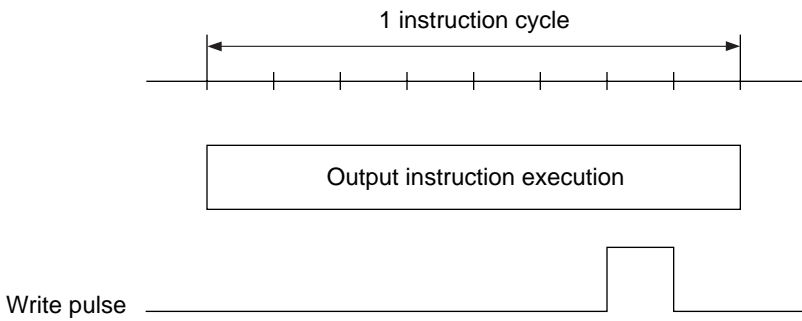 1 instruction cycle
Output instruction execution
Write pulse